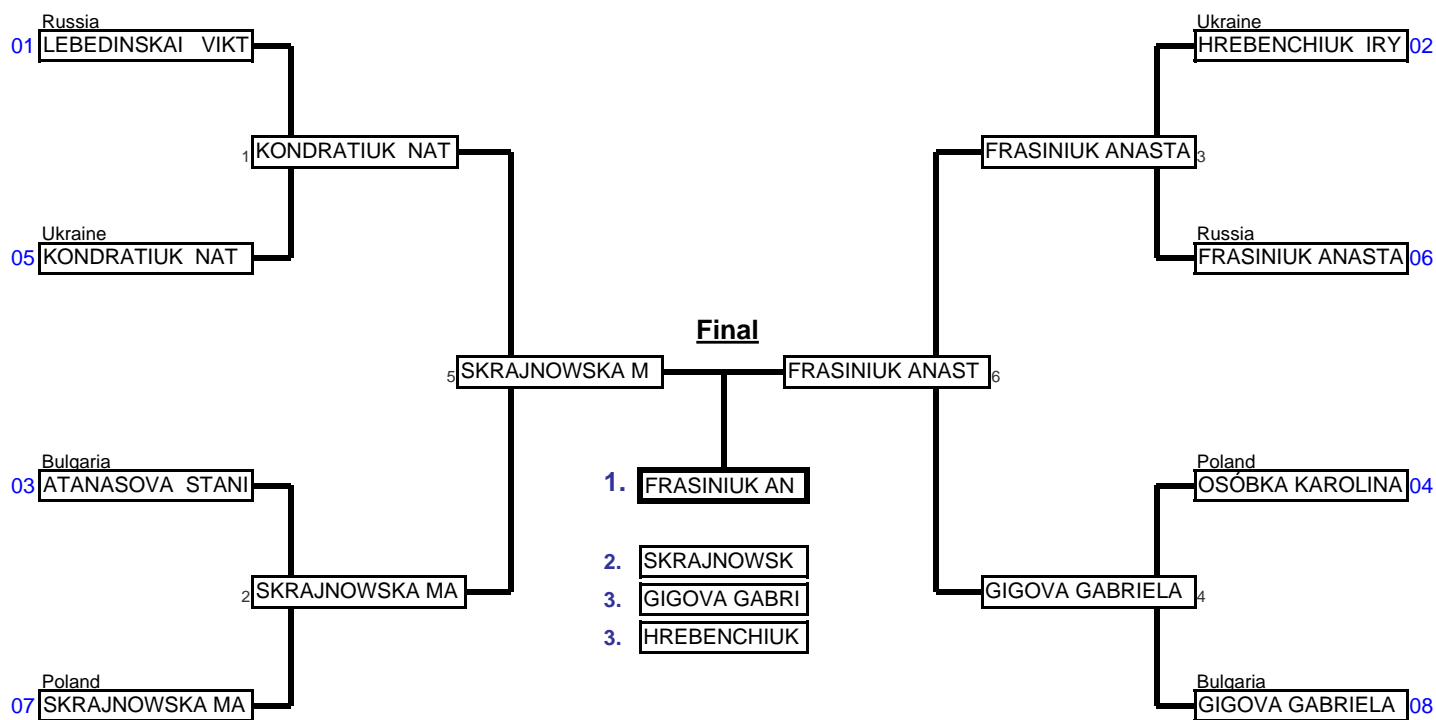 Russia
01 LEBEDINSKAI VIKT
Ukraine
HREBENCHIUK IRY 02
1 KONDRATIUK NAT
FRASINIUK ANASTA 3
Ukraine
05 KONDRATIUK NAT
Russia
FRASINIUK ANASTA 06
Final
5 SKRAJNOWSKA M
FRASINIUK ANAST 6
Bulgaria
03 ATANASOVA STANI
Poland
OSÓBKA KAROLINA 04
1. FRASINIUK AN
2. SKRAJNOWSK
3. GIGOVA GABRI
3. HREBENCHIUK
2 SKRAJNOWSKA MA
GIGOVA GABRIELA 4
Poland
07 SKRAJNOWSKA MA
Bulgaria
GIGOVA GABRIELA 08